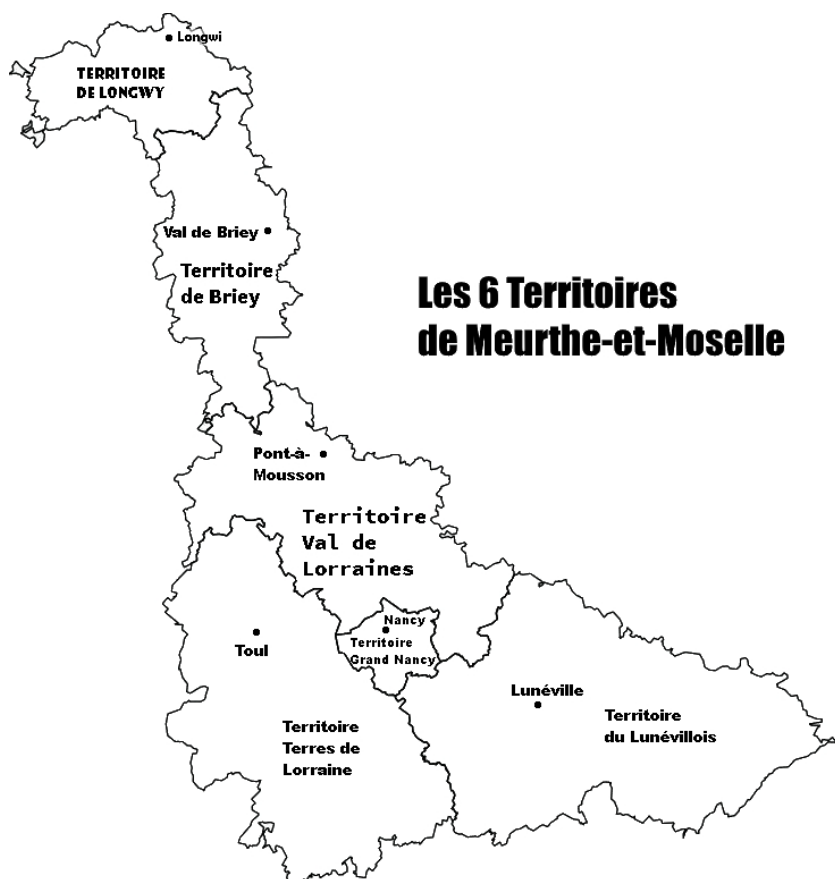 Longwi
TERRITOIRE
DE LONGWY
Val de Briey
Territoire
de Briey
Les 6 Territoires
de Meurthe-et-Moselle
Pont-à-
Mousson
Territoire
Val de
Lorraines
Nancy
Territoire
Grand Nancy
Toul
Lunéville
Territoire
du Lunévillois
Territoire
Terres de
Lorraine